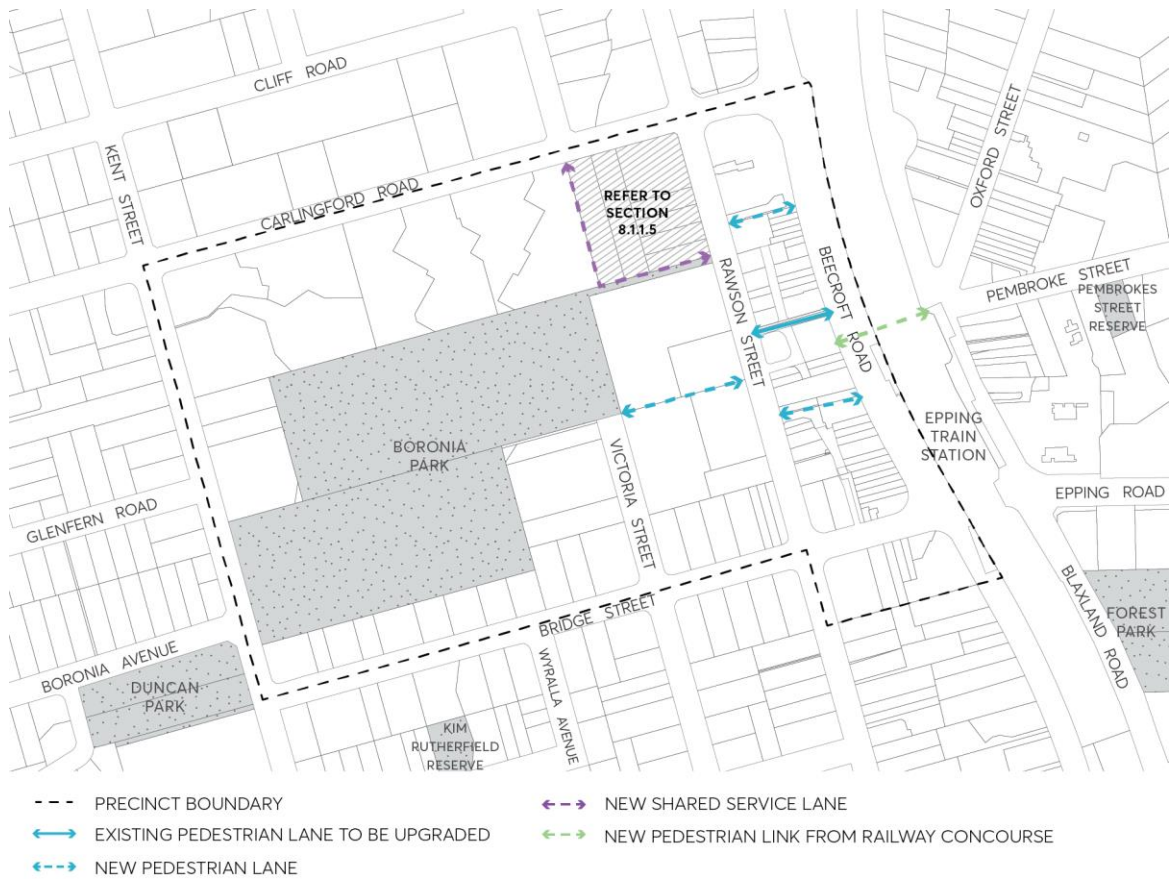 CLIFF ROAD
OXFORD STREET
KENT STREET
CARLINGFORD ROAD
REFER TO
SECTION
8.1.1.5
RAWSON STREET
BEECROFT ROAD
PEMBROKE STREET
PEMBROKES
STREET
RESERVE
BORONIA
PARK
VICTORIA STREET
EPPING
TRAIN
STATION
GLENFERN ROAD
EPPING ROAD
BLAXLAND ROAD
FOREST
PARK
BRIDGE STREET
BORONIA AVENUE
DUNCAN
PARK
WYRALLA AVENUE
KIM
RUTHERFIELD
RESERVE
PRECINCT BOUNDARY
EXISTING PEDESTRIAN LANE TO BE UPGRADED
NEW PEDESTRIAN LANE
NEW SHARED SERVICE LANE
NEW PEDESTRIAN LINK FROM RAILWAY CONCOURSE